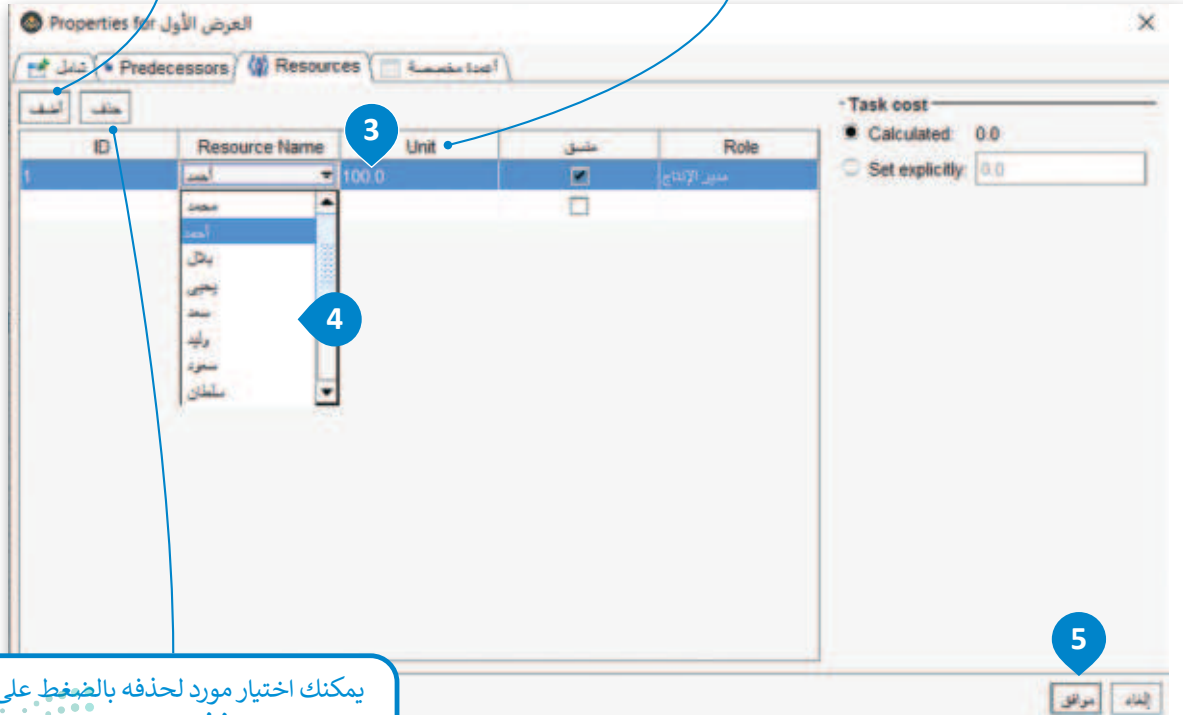 Properties for العرض الأول
شامل Predecessors Resources أعمدة مخصصة
أضف حذف
ID Resource Name Unit منسق Role
1 أحمد 100.0 مدير الإنتاج
محمد
أحمد
بلال
يحيى
سعد
وليد
سعود
سلطان
3
4
Task cost
Calculated: 0.0
Set explicitly: 0.0
5
موافق إلغاء
يمكنك اختيار مورد لحذفه بالضغط على